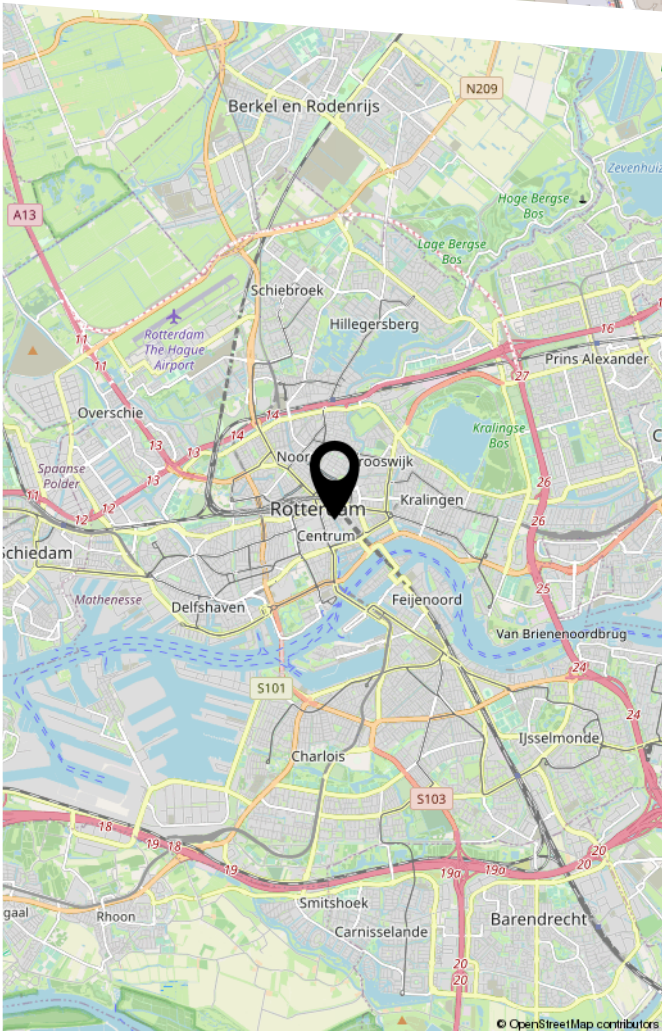 N209
Berkel en Rodenrijs
Zevenhuiz
Hoge Bergse
Bos
A13
Lage Bergse
Bos
Schiebroek
16
Hillegersberg
Rotterdam
The Hague
Airport
11
Prins Alexander
11
27
Overschie
14
14
Kralingse
Bos
13
13
Noor
rooswijk
Spaanse
Polder
13
26
11
12
12
Kralingen
Rotterdam
26
Centrum
Schiedam
25
Mathenesse
Delfshaven
Feijenoord
Van Brienenoordbrug
24
S101
24
IJsselmonde
Charlois
S103
18
19
18
20
19
19a
19a
20
Smitshoek
gaal
Rhoon
Barendrecht
Carnisselande
20
20
© OpenStreetMap contributors